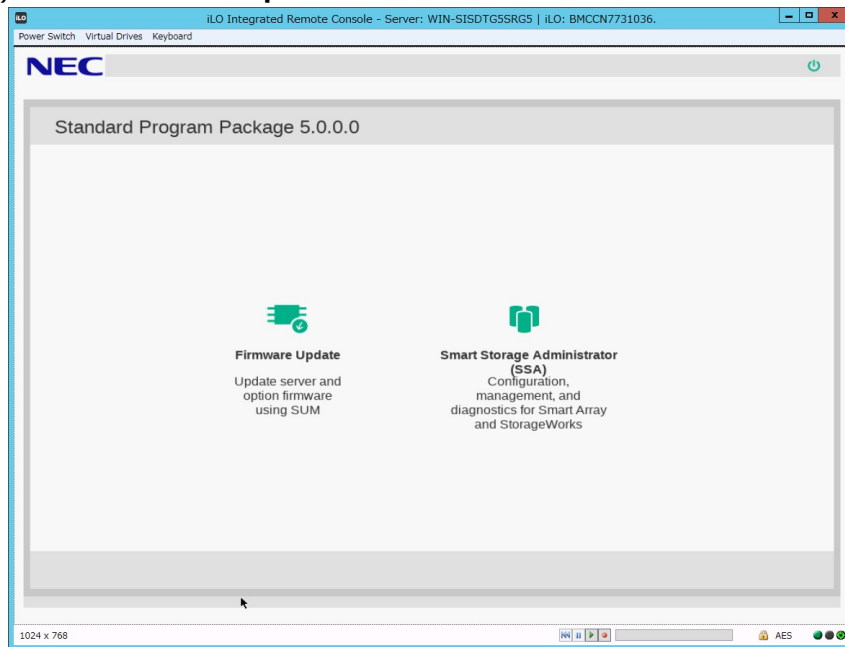 iLO
iLO Integrated Remote Console - Server: WIN-SISDTG5SRG5 | iLO: BMCCN7731036.
Power Switch Virtual Drives Keyboard
NEC
Standard Program Package 5.0.0.0
Firmware Update
Update server and
option firmware
using SUM
Smart Storage Administrator
(SSA)
Configuration,
management, and
diagnostics for Smart Array
and StorageWorks
1024 x 768
AES